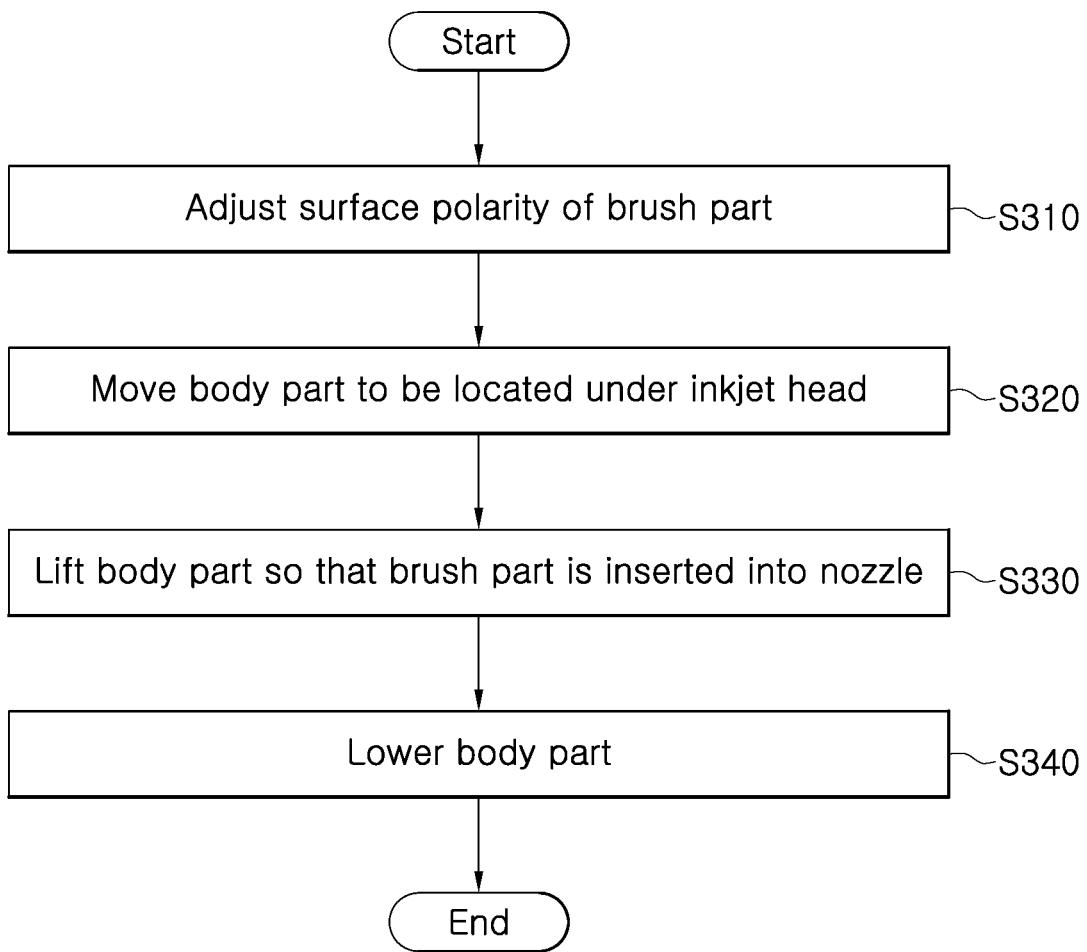 Start
Adjust surface polarity of brush part
S310
Move body part to be located under inkjet head
S320
Lift body part so that brush part is inserted into nozzle
S330
Lower body part
S340
End